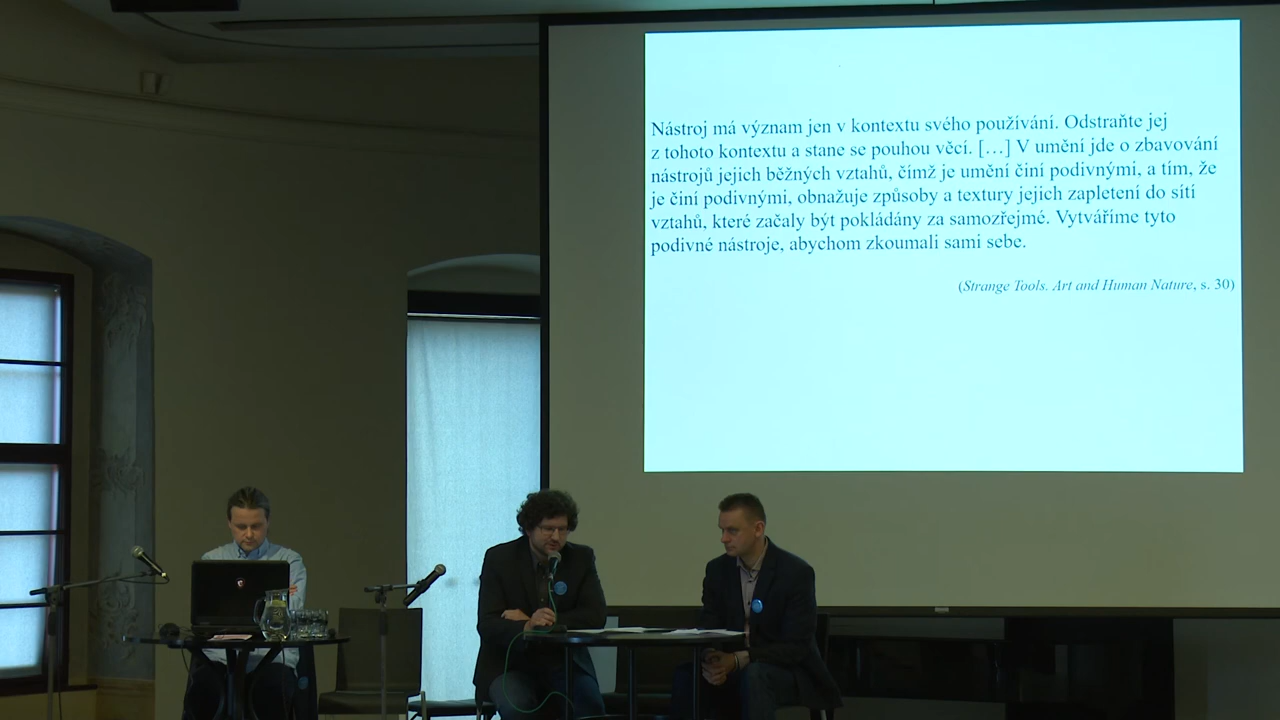 Nástroj má význam jen v kontextu svého používání. Odstraňte jej
z tohoto kontextu a stane se pouhou věcí. […] V umění jde o zbavování
nástrojů jejich běžných vztahů, čímž je umění činí podivnými, a tím, že
je činí podivnými, obnažuje způsoby a textury jejich zapletení do sítí
vztahů, které začaly být pokládány za samozřejmé. Vytváříme tyto
podivné nástroje, abychom zkoumali sami sebe.
(Strange Tools. Art and Human Nature, s. 30)